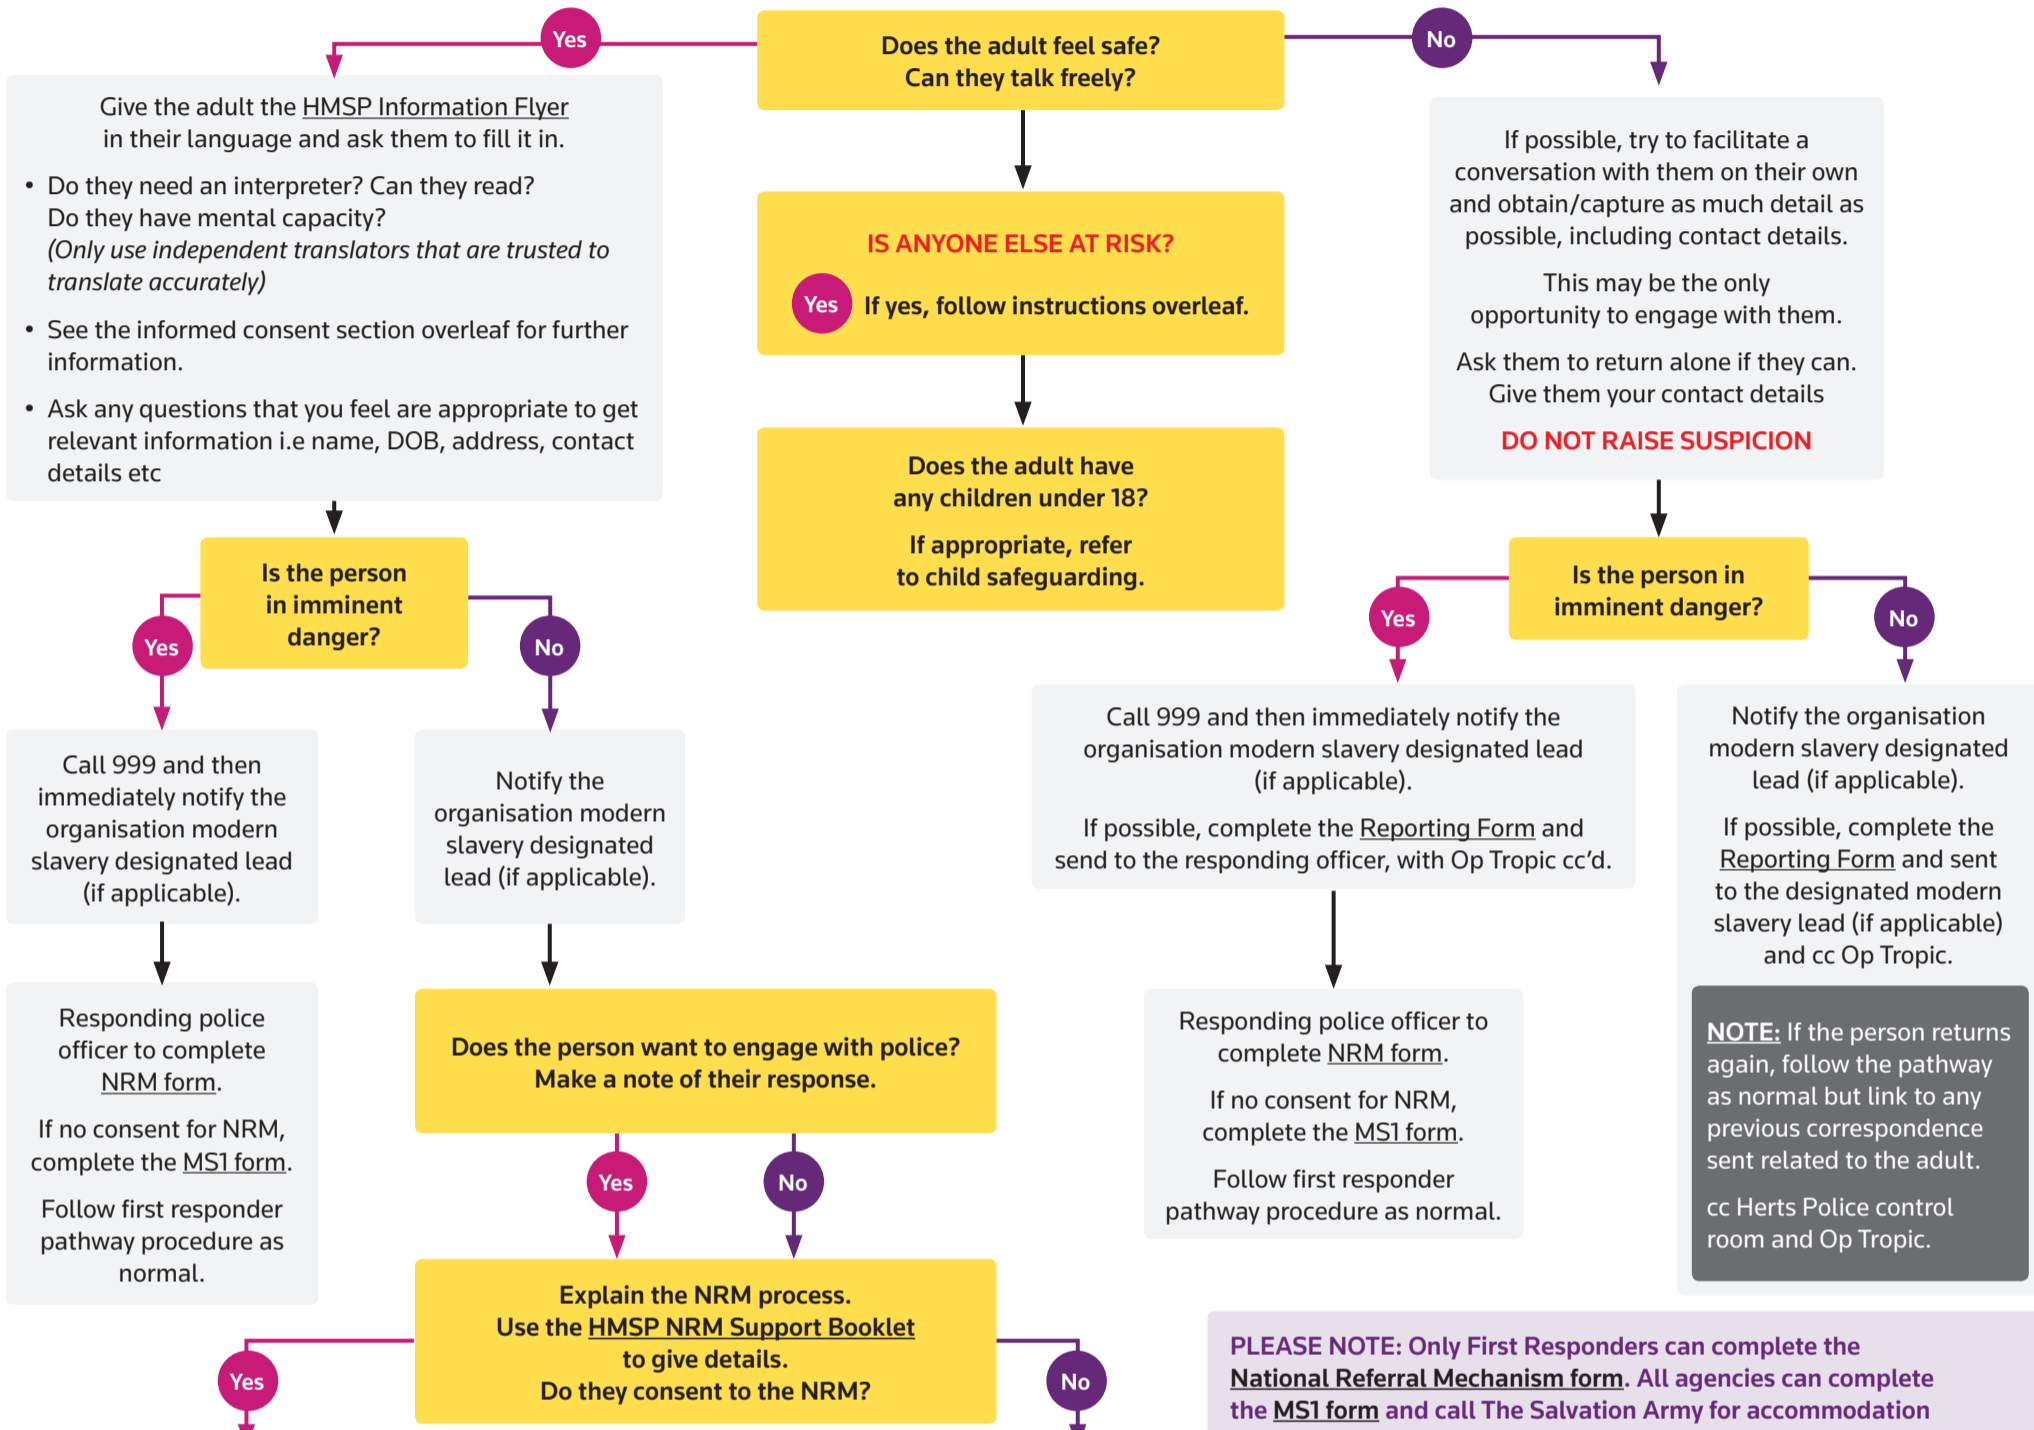 Does the adult feel safe?
Can they talk freely?
Yes
No
Give the adult the HMSP Information Flyer
in their language and ask them to fill it in.
• Do they need an interpreter? Can they read?
Do they have mental capacity?
(Only use independent translators that are trusted to
translate accurately)
• See the informed consent section overleaf for further
information.
• Ask any questions that you feel are appropriate to get
relevant information i.e name, DOB, address, contact
details etc
IS ANYONE ELSE AT RISK?
Yes
If yes, follow instructions overleaf.
Does the adult have
any children under 18?
If appropriate, refer
to child safeguarding.
If possible, try to facilitate a
conversation with them on their own
and obtain/capture as much detail as
possible, including contact details.
This may be the only
opportunity to engage with them.
Ask them to return alone if they can.
Give them your contact details
DO NOT RAISE SUSPICION
Is the person
in imminent
danger?
Yes
No
Call 999 and then
immediately notify the
organisation modern
slavery designated lead
(if applicable).
Responding police
officer to complete
NRM form.
If no consent for NRM,
complete the MS1 form.
Follow first responder
pathway procedure as
normal.
Notify the
organisation modern
slavery designated
lead (if applicable).
Does the person want to engage with police?
Make a note of their response.
Yes
No
Explain the NRM process.
Use the HMSP NRM Support Booklet
to give details.
Do they consent to the NRM?
Yes
No
Is the person in
imminent danger?
Yes
No
Call 999 and then immediately notify the
organisation modern slavery designated lead
(if applicable).
If possible, complete the Reporting Form and
send to the responding officer, with Op Tropic cc’d.
Responding police officer to
complete NRM form.
If no consent for NRM,
complete the MS1 form.
Follow first responder
pathway procedure as normal.
Notify the organisation
modern slavery designated
lead (if applicable).
If possible, complete the
Reporting Form and sent
to the designated modern
slavery lead (if applicable)
and cc Op Tropic.
NOTE: If the person returns
again, follow the pathway
as normal but link to any
previous correspondence
sent related to the adult.
cc Herts Police control
room and Op Tropic.
PLEASE NOTE: Only First Responders can complete the
National Referral Mechanism form. All agencies can complete
the MS1 form and call The Salvation Army for accommodation